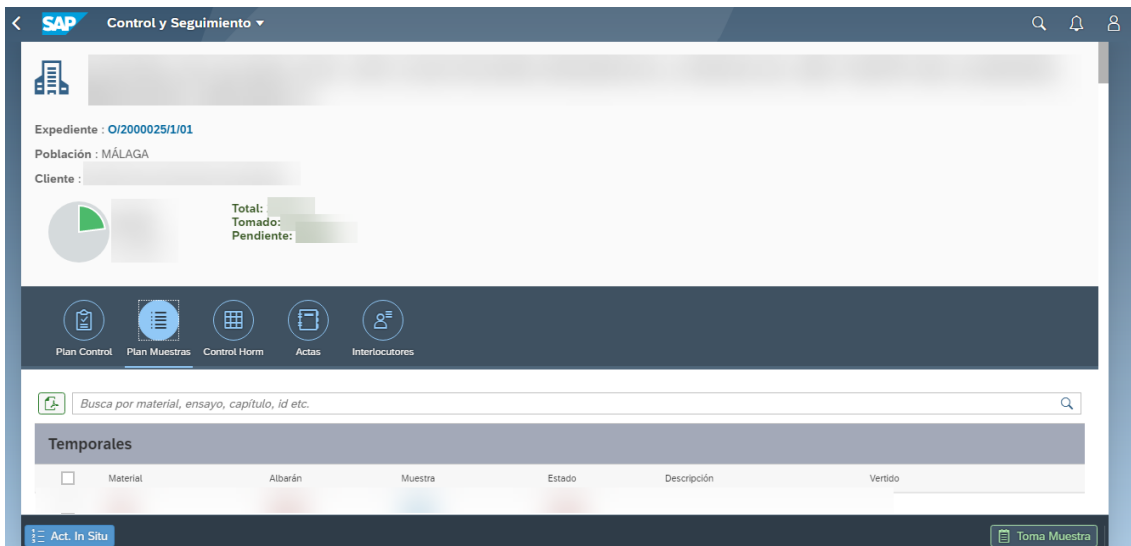 SAP Control y Seguimiento
Expediente : O/2000025/1/01
Población : MÁLAGA
Cliente :
Total:
Tomado:
Pendiente:
Plan Control Plan Muestras Control Horm Actas Interlocutores
Busca por material, ensayo, capítulo, id etc.
Temporales
Material Albarán Muestra Estado Descripción Vertido
Act. In Situ Toma Muestra